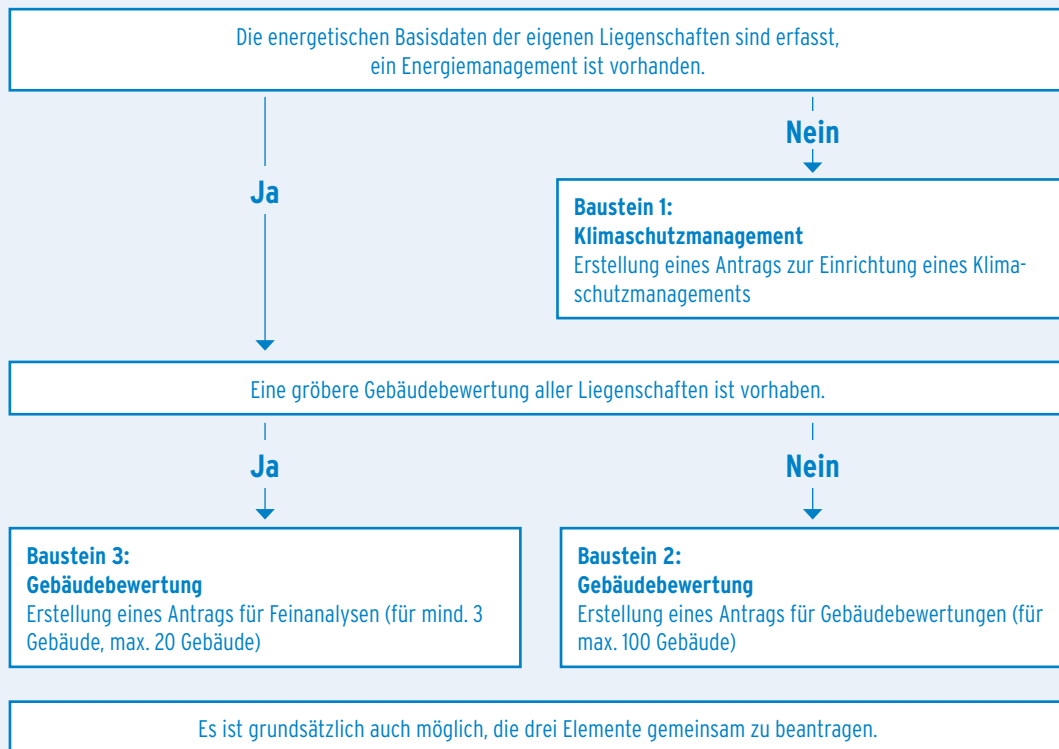 Die energetischen Basisdaten der eigenen Liegenschaften sind erfasst,
ein Energiemanagement ist vorhanden.
Nein
Ja
Baustein 1:
Klimaschutzmanagement
Erstellung eines Antrags zur Einrichtung eines Klima-
schutzmanagements
Eine gröbere Gebäudebewertung aller Liegenschaften ist vorhaben.
Ja
Nein
Baustein 3:
Gebäudebewertung
Erstellung eines Antrags für Feinanalysen (für mind. 3
Gebäude, max. 20 Gebäude)
Baustein 2:
Gebäudebewertung
Erstellung eines Antrags für Gebäudebewertungen (für
max. 100 Gebäude)
Es ist grundsätzlich auch möglich, die drei Elemente gemeinsam zu beantragen.